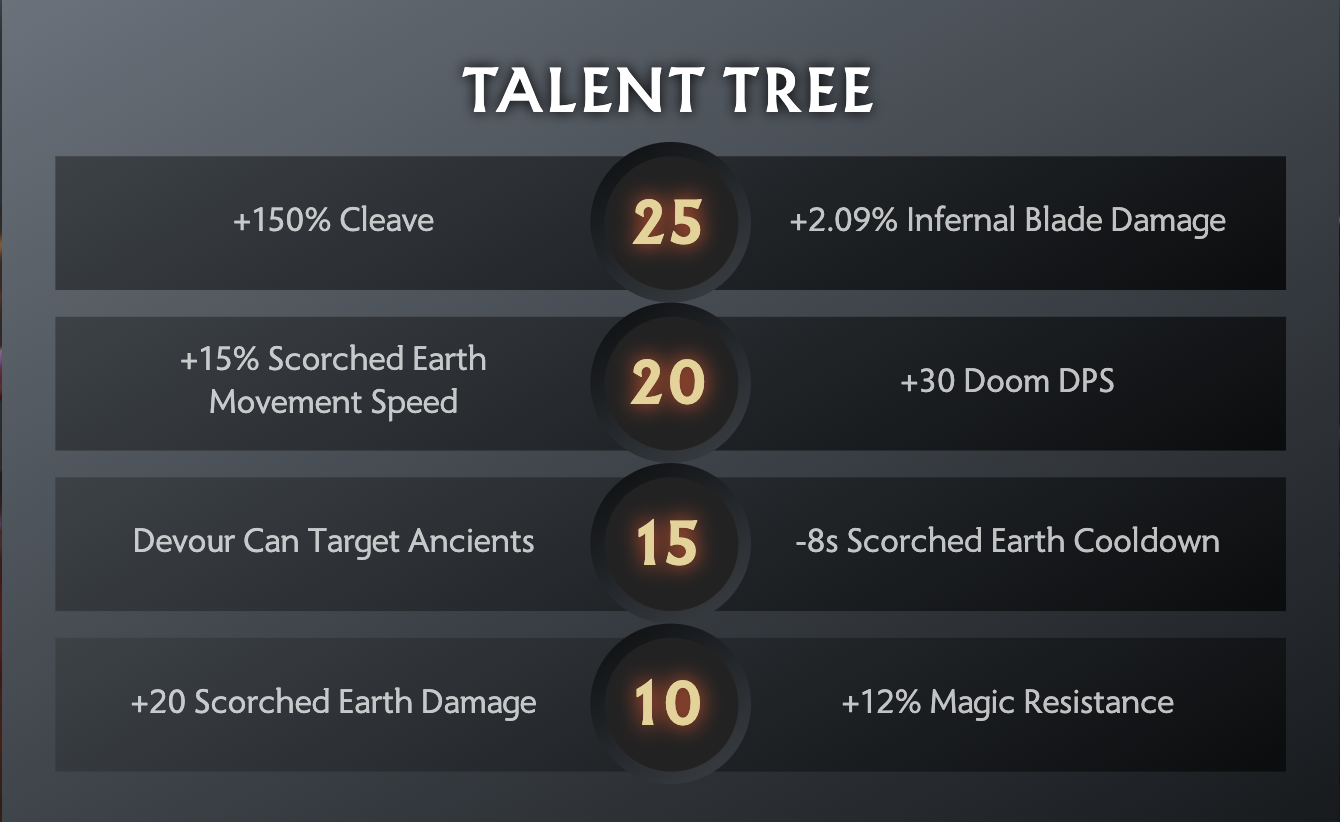 TALENT TREE
+150% Cleave
25
+2.09% Infernal Blade Damage
+15% Scorched Earth
Movement Speed
20
+30 Doom DPS
Devour Can Target Ancients
15
-8s Scorched Earth Cooldown
+20 Scorched Earth Damage
10
+12% Magic Resistance